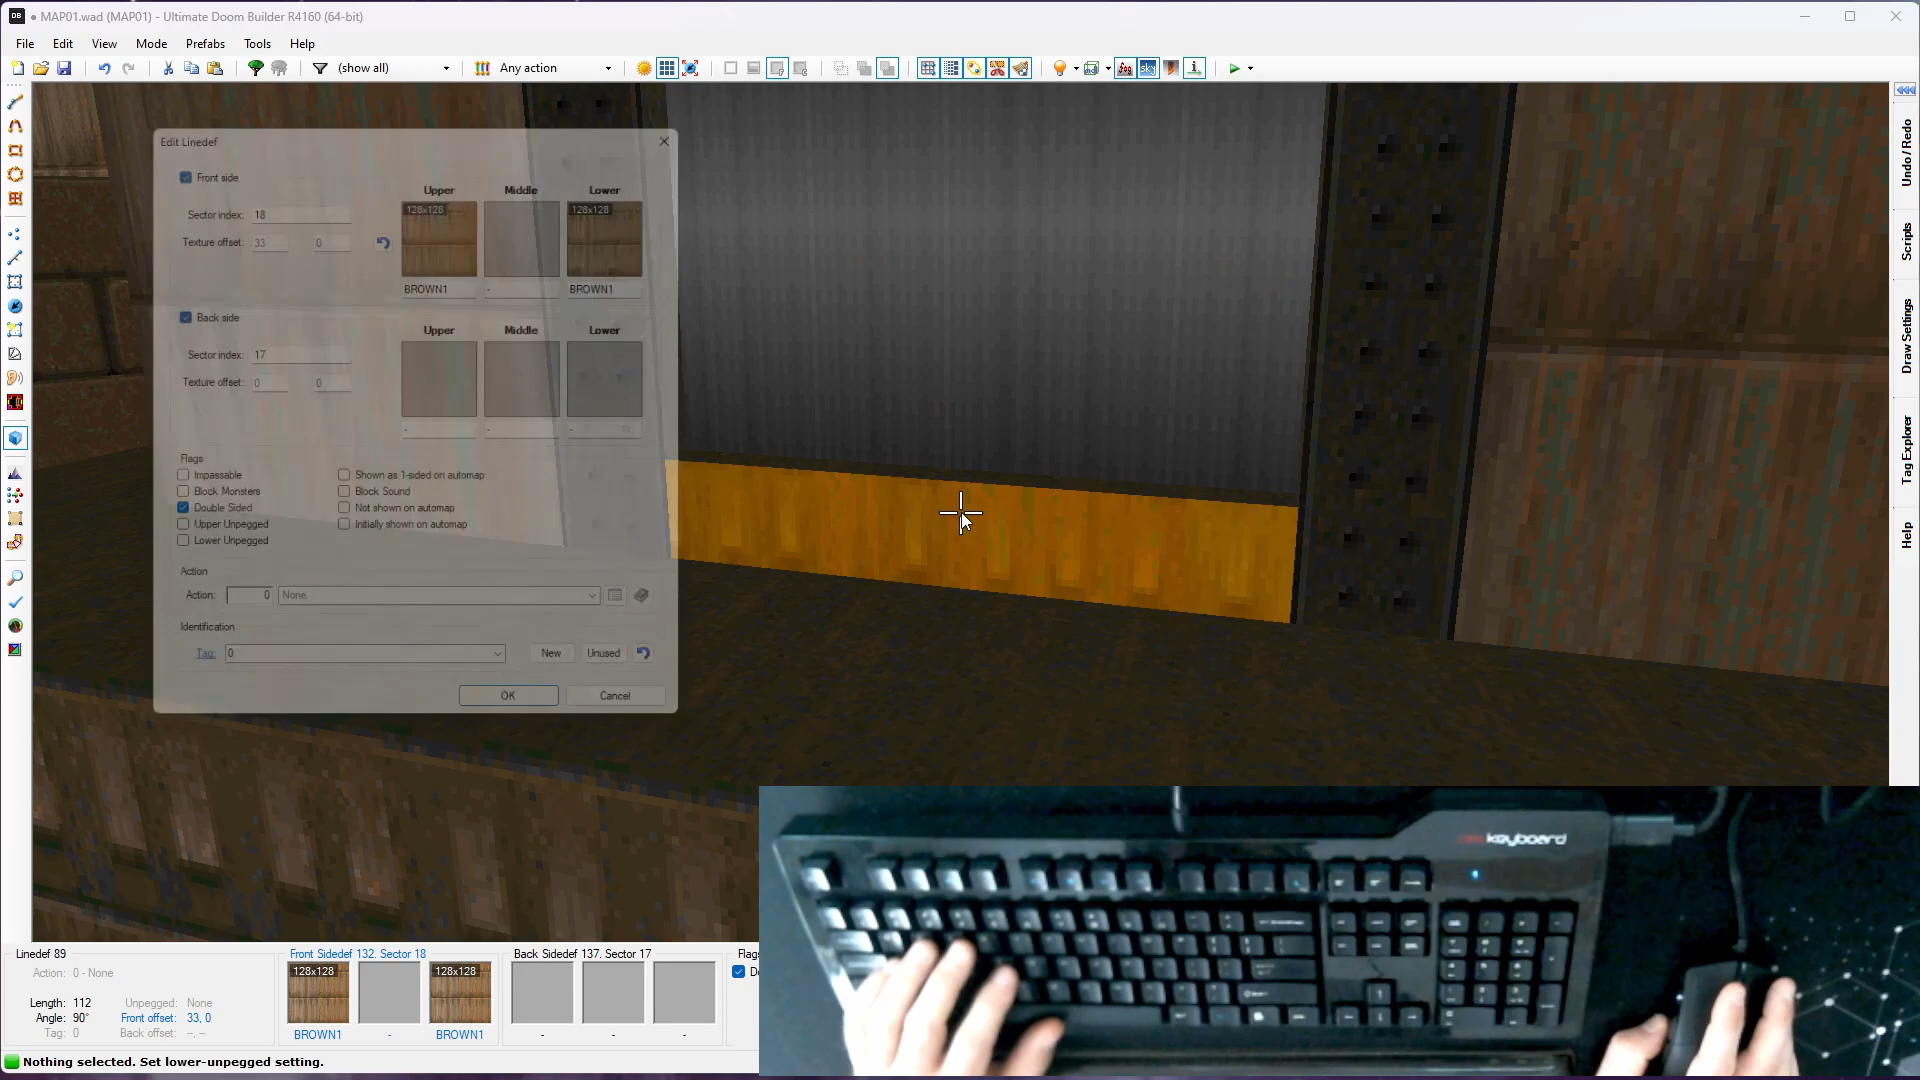 MAP01.wad (MAP01) - Ultimate Doom Builder R4160 (64-bit)
File Edit View Mode Prefabs Tools Help
(show all) Any action
Edit Linedef
Front side
Upper Middle Lower
Sector index: 18
128x128 128x128
Texture offset: 33 0
BROWN1 - BROWN1
Back side
Upper Middle Lower
Sector index: 17
Texture offset: 0 0
- - -
Flags
Impassable Shown as 1-sided on automap
Block Monsters Block Sound
Double Sided Not shown on automap
Upper Unpegged Initially shown on automap
Lower Unpegged
Action
Action: 0 None
Identification
Tag: 0 New Unused
OK Cancel
Undo / Redo
Scripts
Draw Settings
Tag Explorer
Help
Linedef 89
Action: 0 - None
Length: 112 Unpegged: None
Angle: 90° Front offset: 33, 0
Tag: 0 Back offset: --, --
Front Sidedef 132. Sector 18
128x128 128x128
BROWN1 - BROWN1
Back Sidedef 137. Sector 17
- - -
Flags
Nothing selected. Set lower-unpegged setting.
keyboard